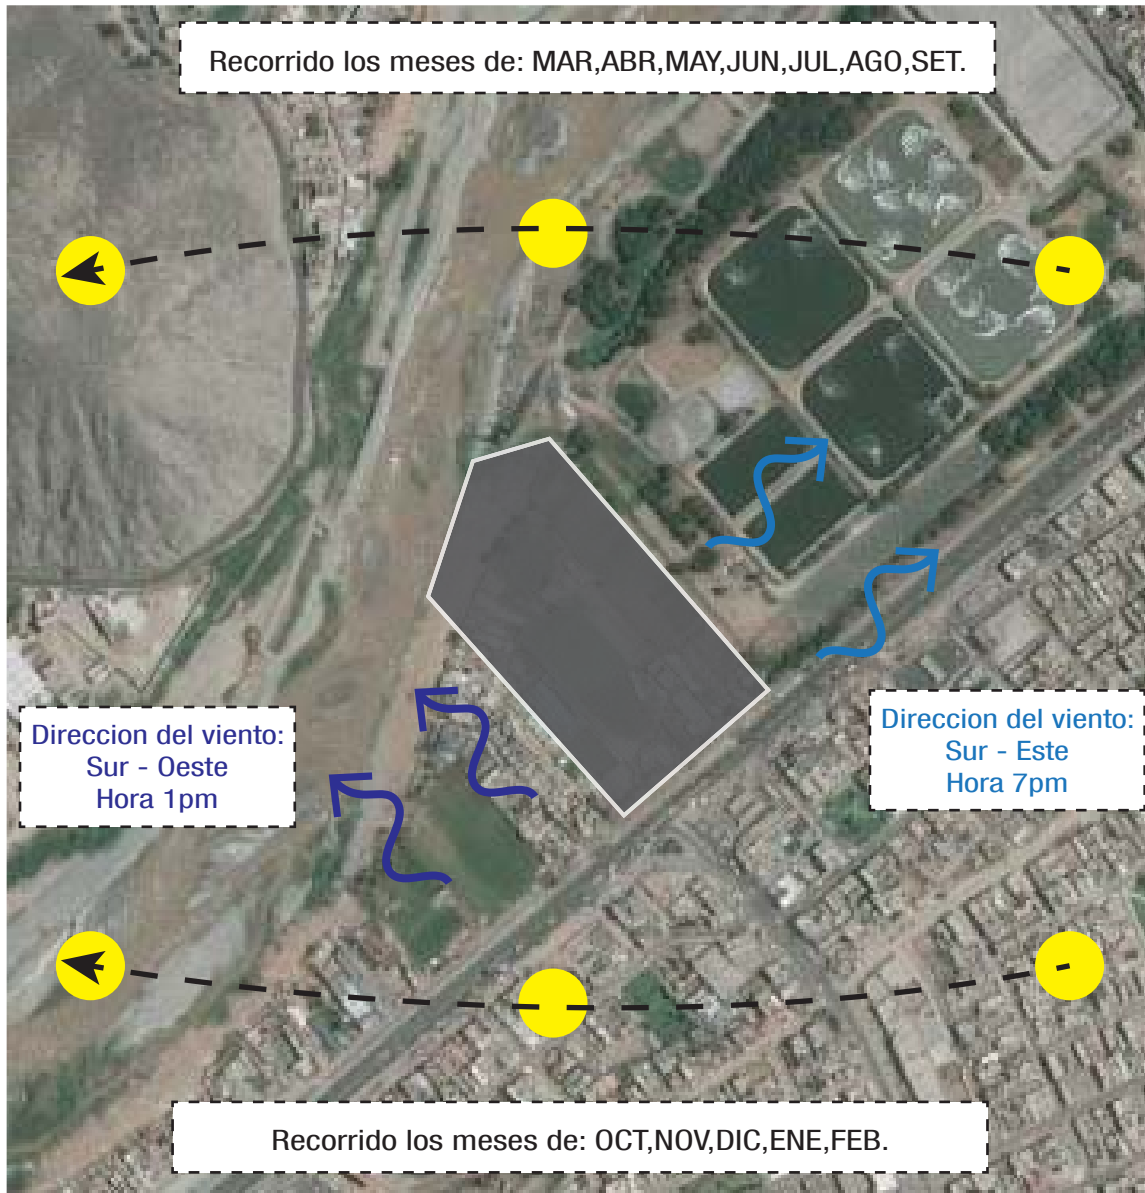 Recorrido los meses de: MAR,ABR,MAY,JUN,JUL,AGO,SET.
Direccion del viento:
Sur - Oeste
Hora 1pm
Direccion del viento:
Sur - Este
Hora 7pm
Recorrido los meses de: OCT,NOV,DIC,ENE,FEB.